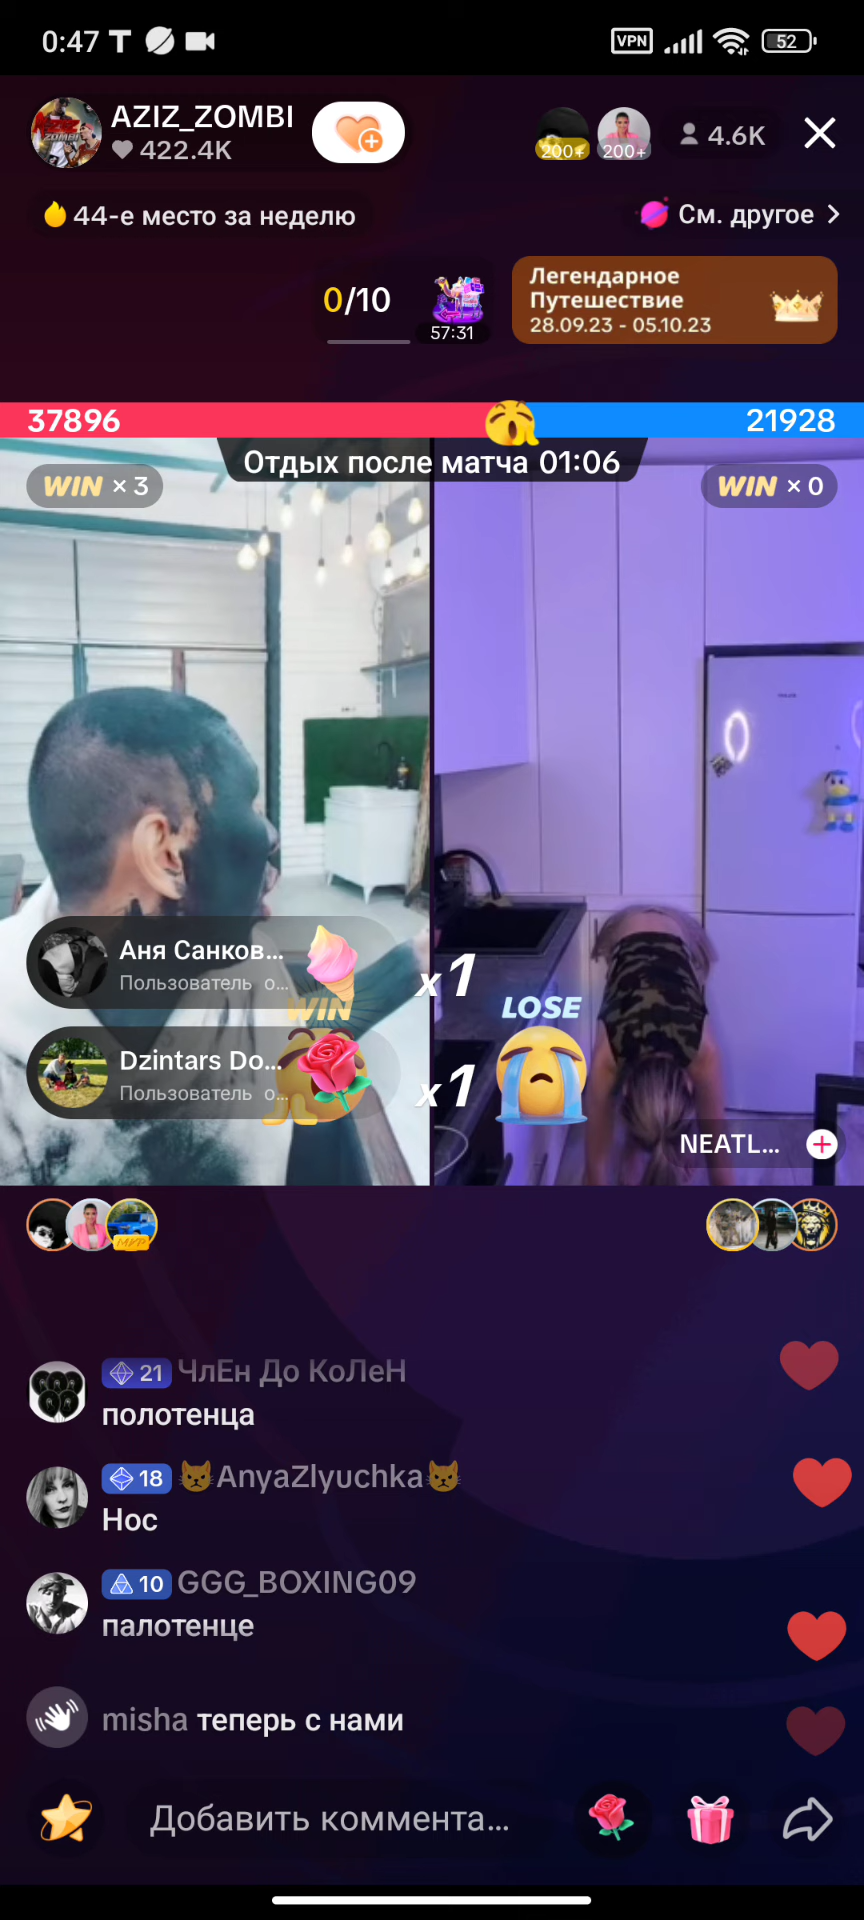 0:47
VPN
52
AZIZ_ZOMBI
422.4K
200+
200+
4.6K
44-е место за неделю
См. другое
0/10
57:31
Легендарное
Путешествие
28.09.23 - 05.10.23
37896
21928
Отдых после матча 01:06
WIN × 3
WIN × 0
Аня Санков...
Пользователь о...
x1
WIN
LOSE
Dzintars Do...
Пользователь о...
x1
NEATL...
МУР
21 ЧлЕн До КоЛеН
полотенца
18 AnyaZlyuchka
Нос
10 GGG_BOXING09
палотенце
misha теперь с нами
Добавить коммента...